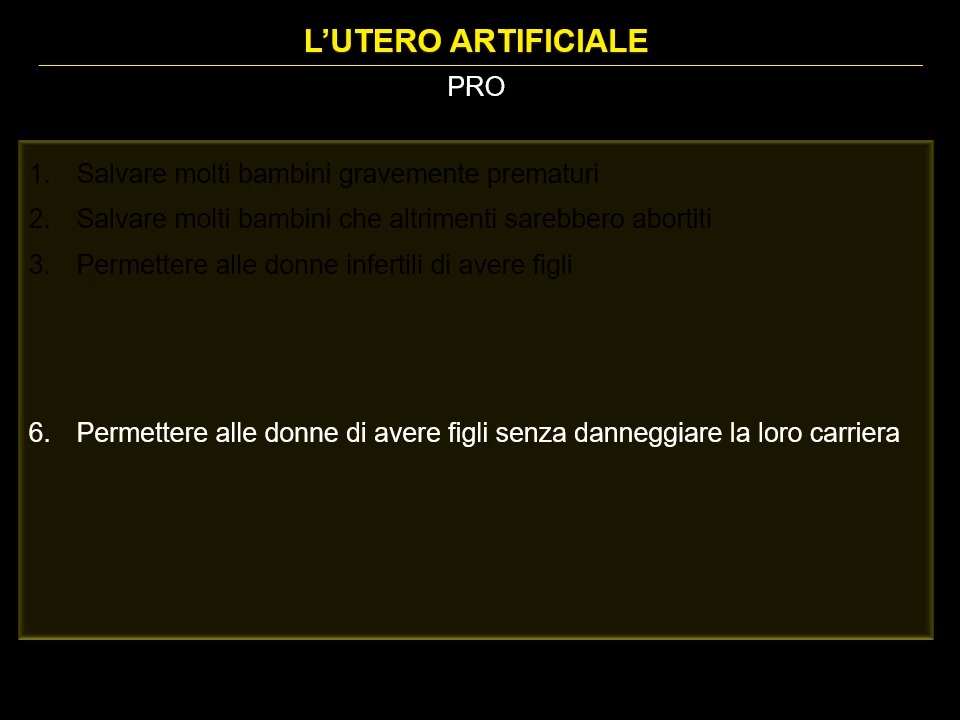 L’UTERO ARTIFICIALE
PRO
1. Salvare molti bambini gravemente prematuri
2. Salvare molti bambini che altrimenti sarebbero abortiti
3. Permettere alle donne infertili di avere figli
6. Permettere alle donne di avere figli senza danneggiare la loro carriera